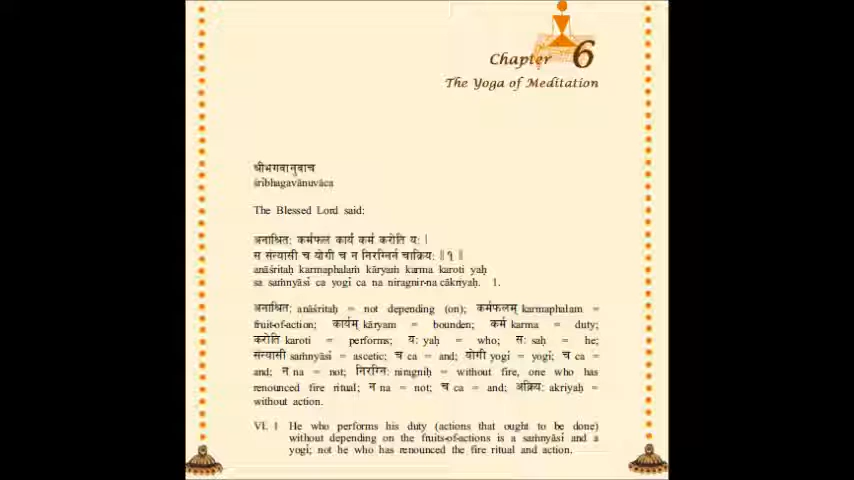 Chapter 6
The Yoga of Meditation
श्रीभगवानुवाच
śribhagavānuvāca
The Blessed Lord said:
अनाश्रित: कर्मफल कार्यं कर्म करोति य: |
स संन्यासी च योगी च न निरग्निर्न चाक्रिय: || १ ||
anāśritaḥ karmaphalaṁ kāryaṁ karma karoti yaḥ
sa saṁnyāsi ca yogi ca na niragnir-na cākriyaḥ. 1.
अनाश्रित: anāśritaḥ = not depending (on); कर्मफलम् karmaphalam =
fruit-of-action; कार्यम् kāryam = bounden; कर्म karma = duty;
करोति karoti = performs; य: yaḥ = who; स: saḥ = he;
संन्यासी saṁnyāsi = ascetic; च ca = and; योगी yogi = yogi; च ca =
and; न na = not; निरग्नि: niragniḥ = without fire, one who has
renounced fire ritual; न na = not; च ca = and; अक्रिय: akriyaḥ =
without action.
VI. 1 He who performs his duty (actions that ought to be done)
without depending on the fruits-of-actions is a saṁnyāsi and a
yogi; not he who has renounced the fire ritual and action.